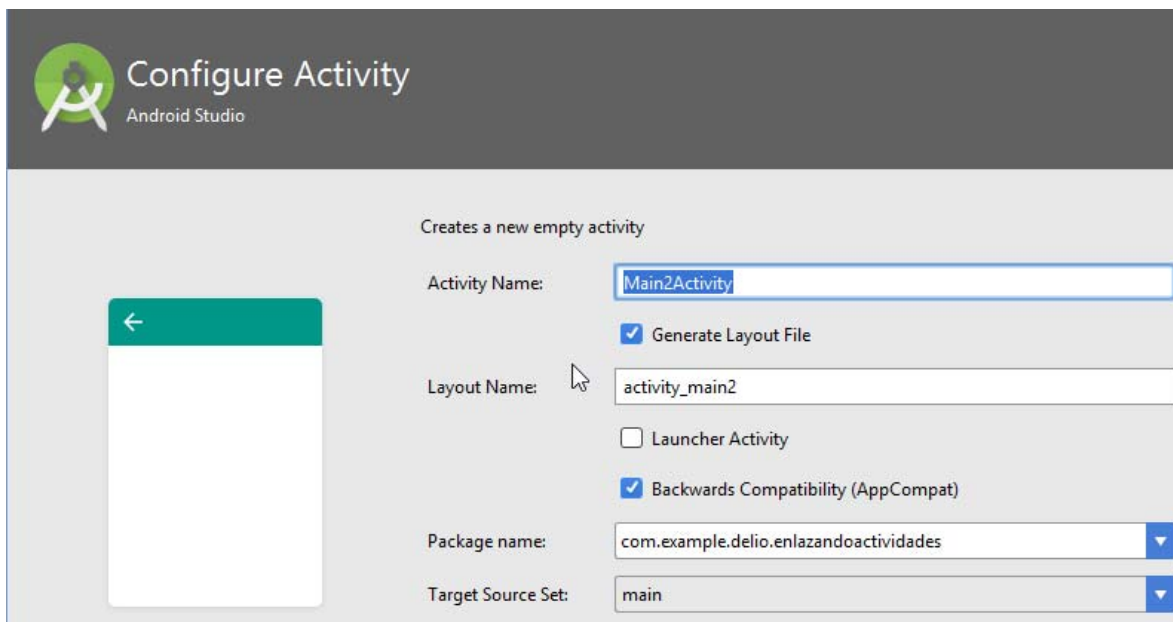 Configure Activity
Android Studio
Creates a new empty activity
Activity Name: Main2Activity
Generate Layout File
Layout Name: activity_main2
Launcher Activity
Backwards Compatibility (AppCompat)
Package name: com.example.delio.enlazandoactividades
Target Source Set: main